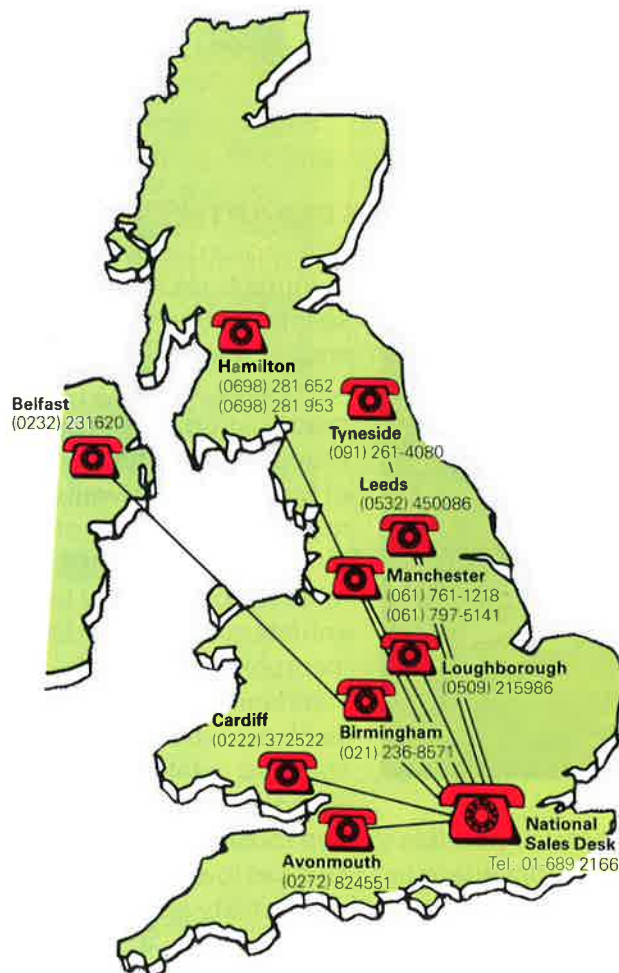 Hamilton
(0698) 281 652
(0698) 281 953
Belfast
(0232) 231620
Tyneside
(091) 261-4080
Leeds
(0532) 450086
Manchester
(061) 761-1218
(061) 797-5141
Loughborough
(0509) 215986
Cardiff
(0222) 372522
Birmingham
(021) 236-8571
National
Sales Desk
Tel: 01-689 2166
Avonmouth
(0272) 824551